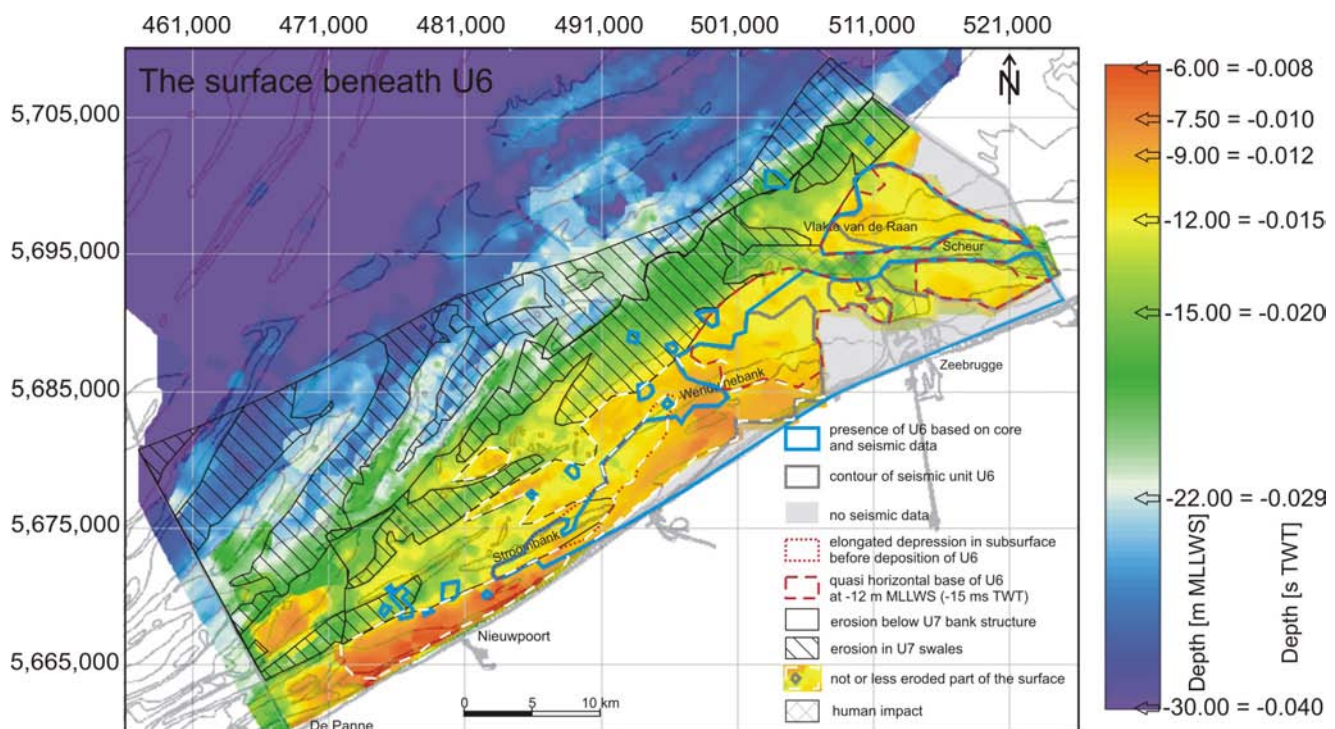 461,000 471,000 481,000 491,000 501,000 511,000 521,000
The surface beneath U6
N
5,705,000
5,695,000
5,685,000
5,675,000
5,665,000
Vlakte van de Raan
Scheur
Zeebrugge
Wenduinebank
Stroombank
Nieuwpoort
De Panne
0 5 10 km
presence of U6 based on core
and seismic data
contour of seismic unit U6
no seismic data
elongated depression in subsurface
before deposition of U6
quasi horizontal base of U6
at -12 m MLLWS (-15 ms TWT)
erosion below U7 bank structure
erosion in U7 swales
not or less eroded part of the surface
human impact
-6.00 = -0.008
-7.50 = -0.010
-9.00 = -0.012
-12.00 = -0.015
-15.00 = -0.020
-22.00 = -0.029
-30.00 = -0.040
Depth [m MLLWS]
Depth [s TWT]